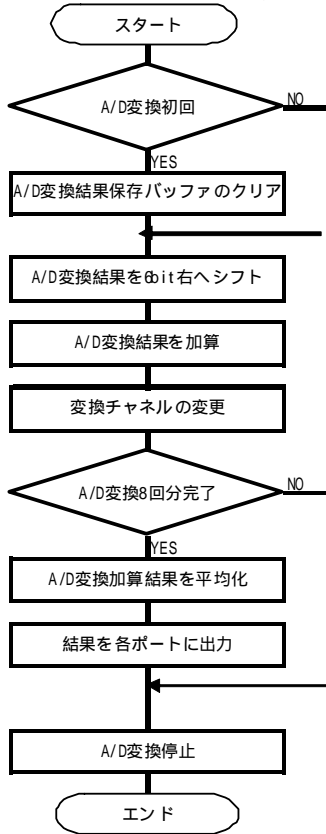 スタート
A/D変換初回
NO
YES
A/D変換結果保存バッファのクリア
A/D変換結果を6bit右へシフト
A/D変換結果を加算
変換チャネルの変更
A/D変換8回分完了
NO
YES
A/D変換加算結果を平均化
結果を各ポートに出力
A/D変換停止
エンド